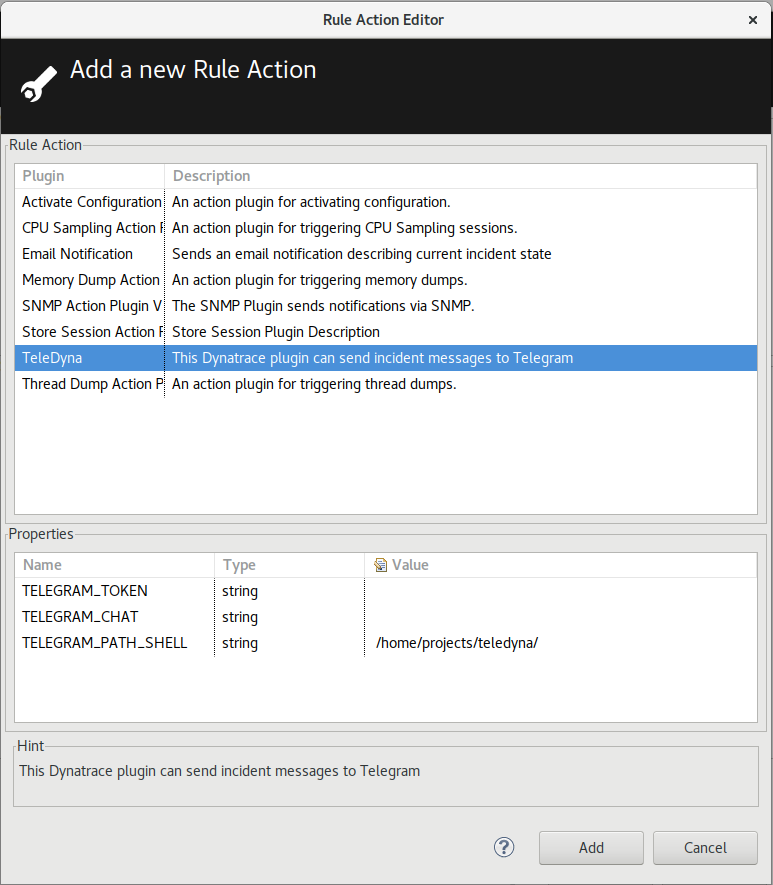 Rule Action Editor
Add a new Rule Action
Rule Action
Plugin Description
Activate Configuration An action plugin for activating configuration.
CPU Sampling Action An action plugin for triggering CPU Sampling sessions.
Email Notification Sends an email notification describing current incident state
Memory Dump Action An action plugin for triggering memory dumps.
SNMP Action Plugin V The SNMP Plugin sends notifications via SNMP.
Store Session Action Store Session Plugin Description
TeleDyna This Dynatrace plugin can send incident messages to Telegram
Thread Dump Action P An action plugin for triggering thread dumps.
Properties
Name Type Value
TELEGRAM_TOKEN string
TELEGRAM_CHAT string
TELEGRAM_PATH_SHELL string /home/projects/teledyna/
Hint
This Dynatrace plugin can send incident messages to Telegram
? Add Cancel